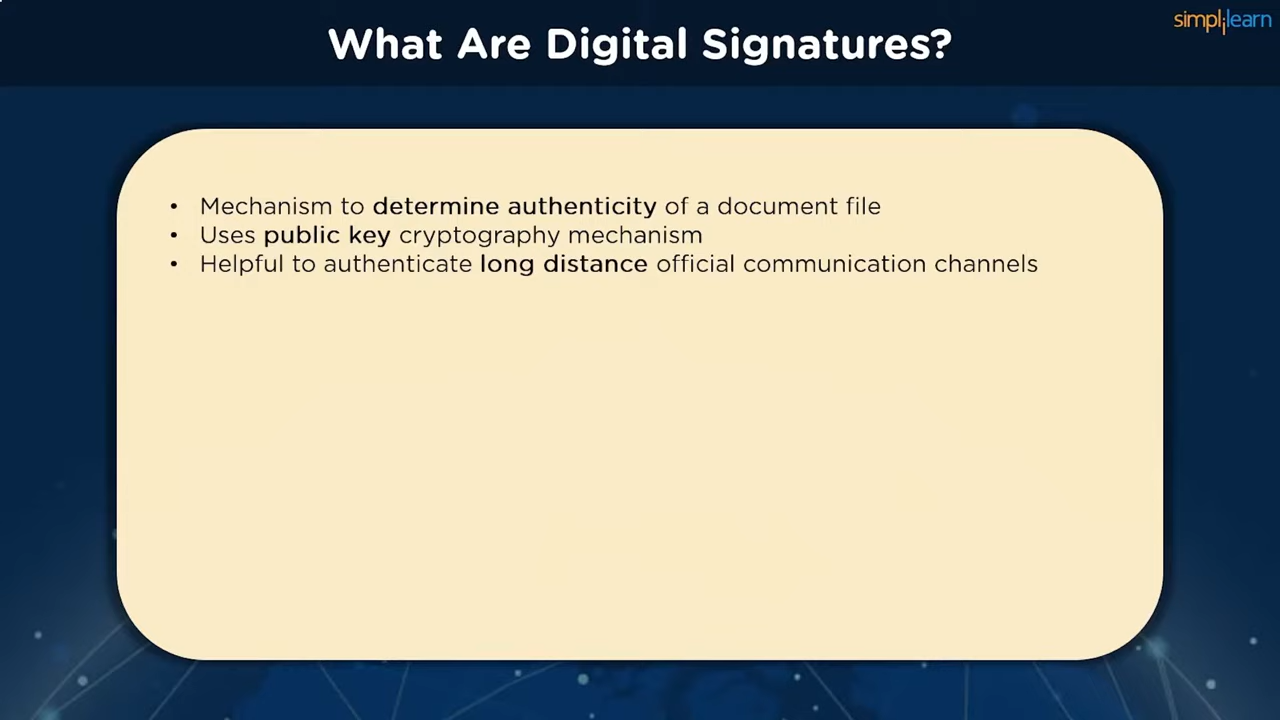 simplilearn
What Are Digital Signatures?
• Mechanism to determine authenticity of a document file
• Uses public key cryptography mechanism
• Helpful to authenticate long distance official communication channels